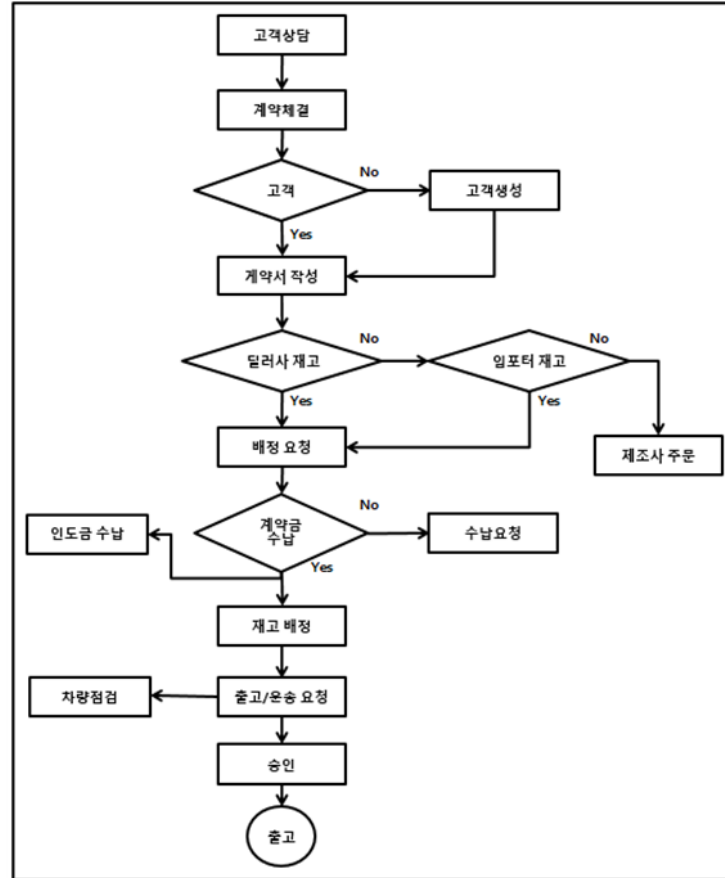 고객상담
계약체결
고객
No
고객생성
Yes
계약서 작성
딜러사 재고
No
임포터 재고
No
Yes
Yes
배정 요청
제조사 주문
계약금
수납
No
수납요청
인도금 수납
Yes
재고 배정
차량점검
출고/운송 요청
승인
출고